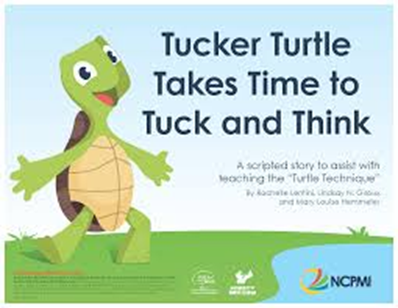 Tucker Turtle
Takes Time to
Tuck and Think
A scripted story to assist with
teaching the "Turtle Technique"
By Rochelle Lentini, Lindsay N. Giroux
and Mary Louise Hemmeter
NCPMI